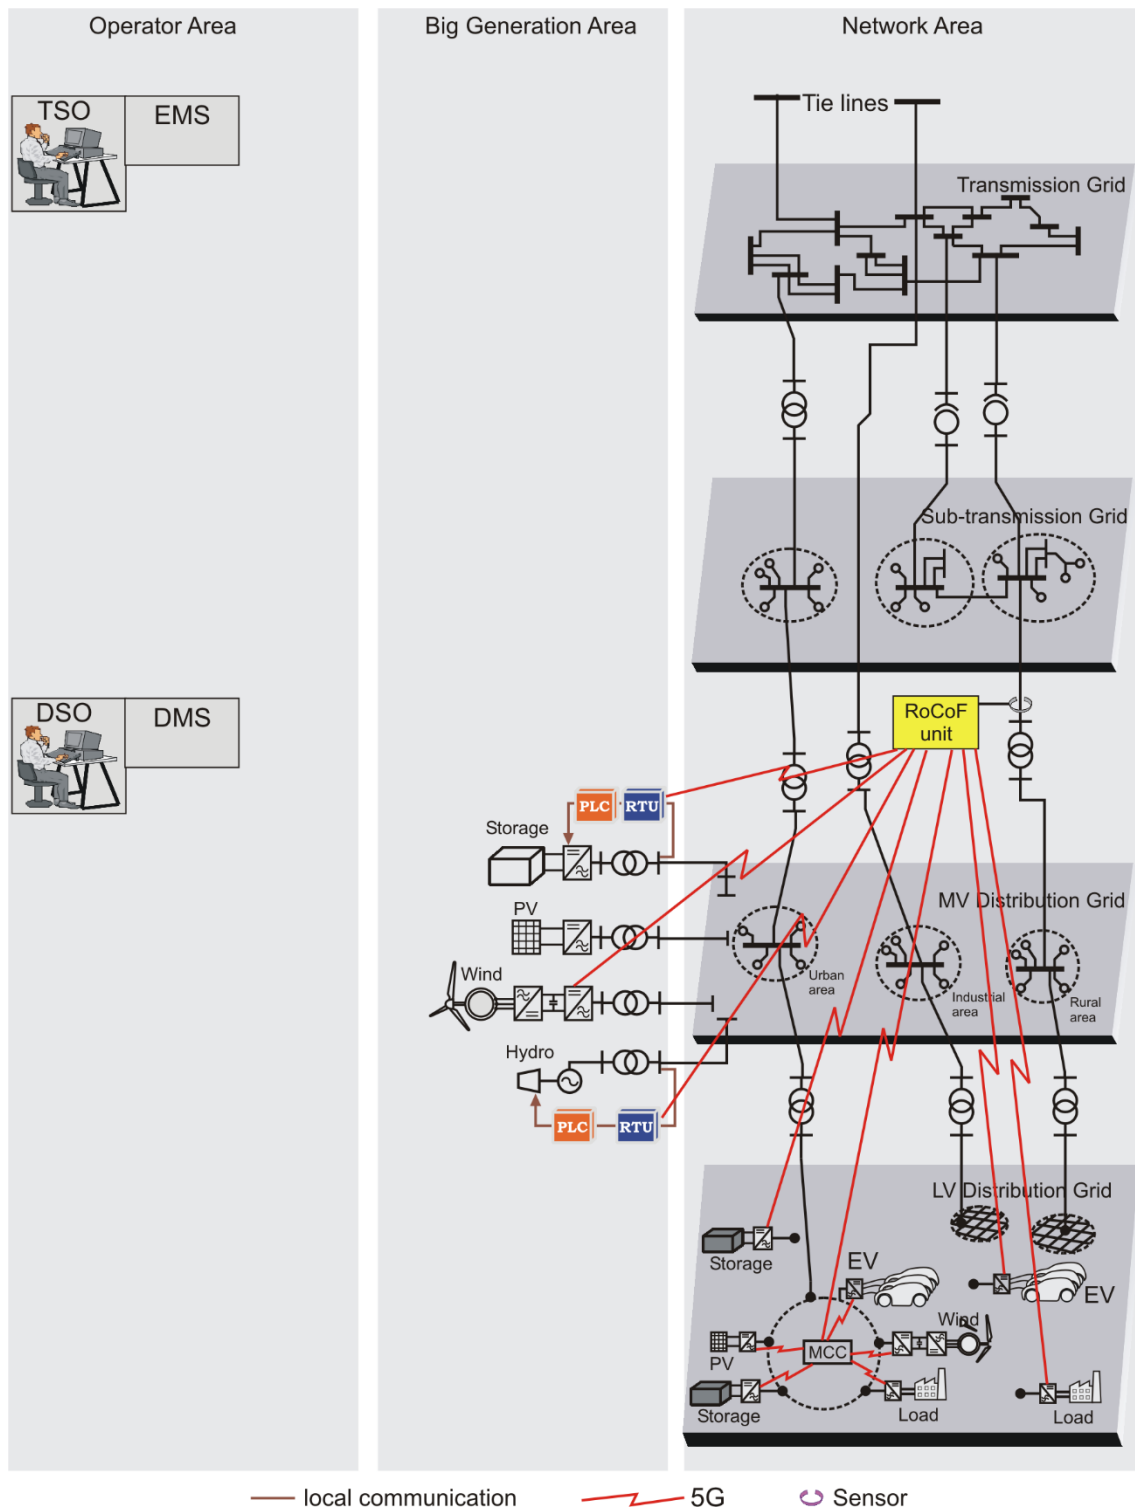 Operator Area
Big Generation Area
Network Area
TSO
EMS
Tie lines
Transmission Grid
Sub-transmission Grid
DSO
DMS
RoCoF
unit
PLC
RTU
Storage
MV Distribution Grid
PV
Urban
area
Wind
Industrial
area
Rural
area
Hydro
PLC
RTU
LV Distribution Grid
Storage
EV
EV
Wind
MCC
PV
Storage
Load
Load
local communication
5G
Sensor